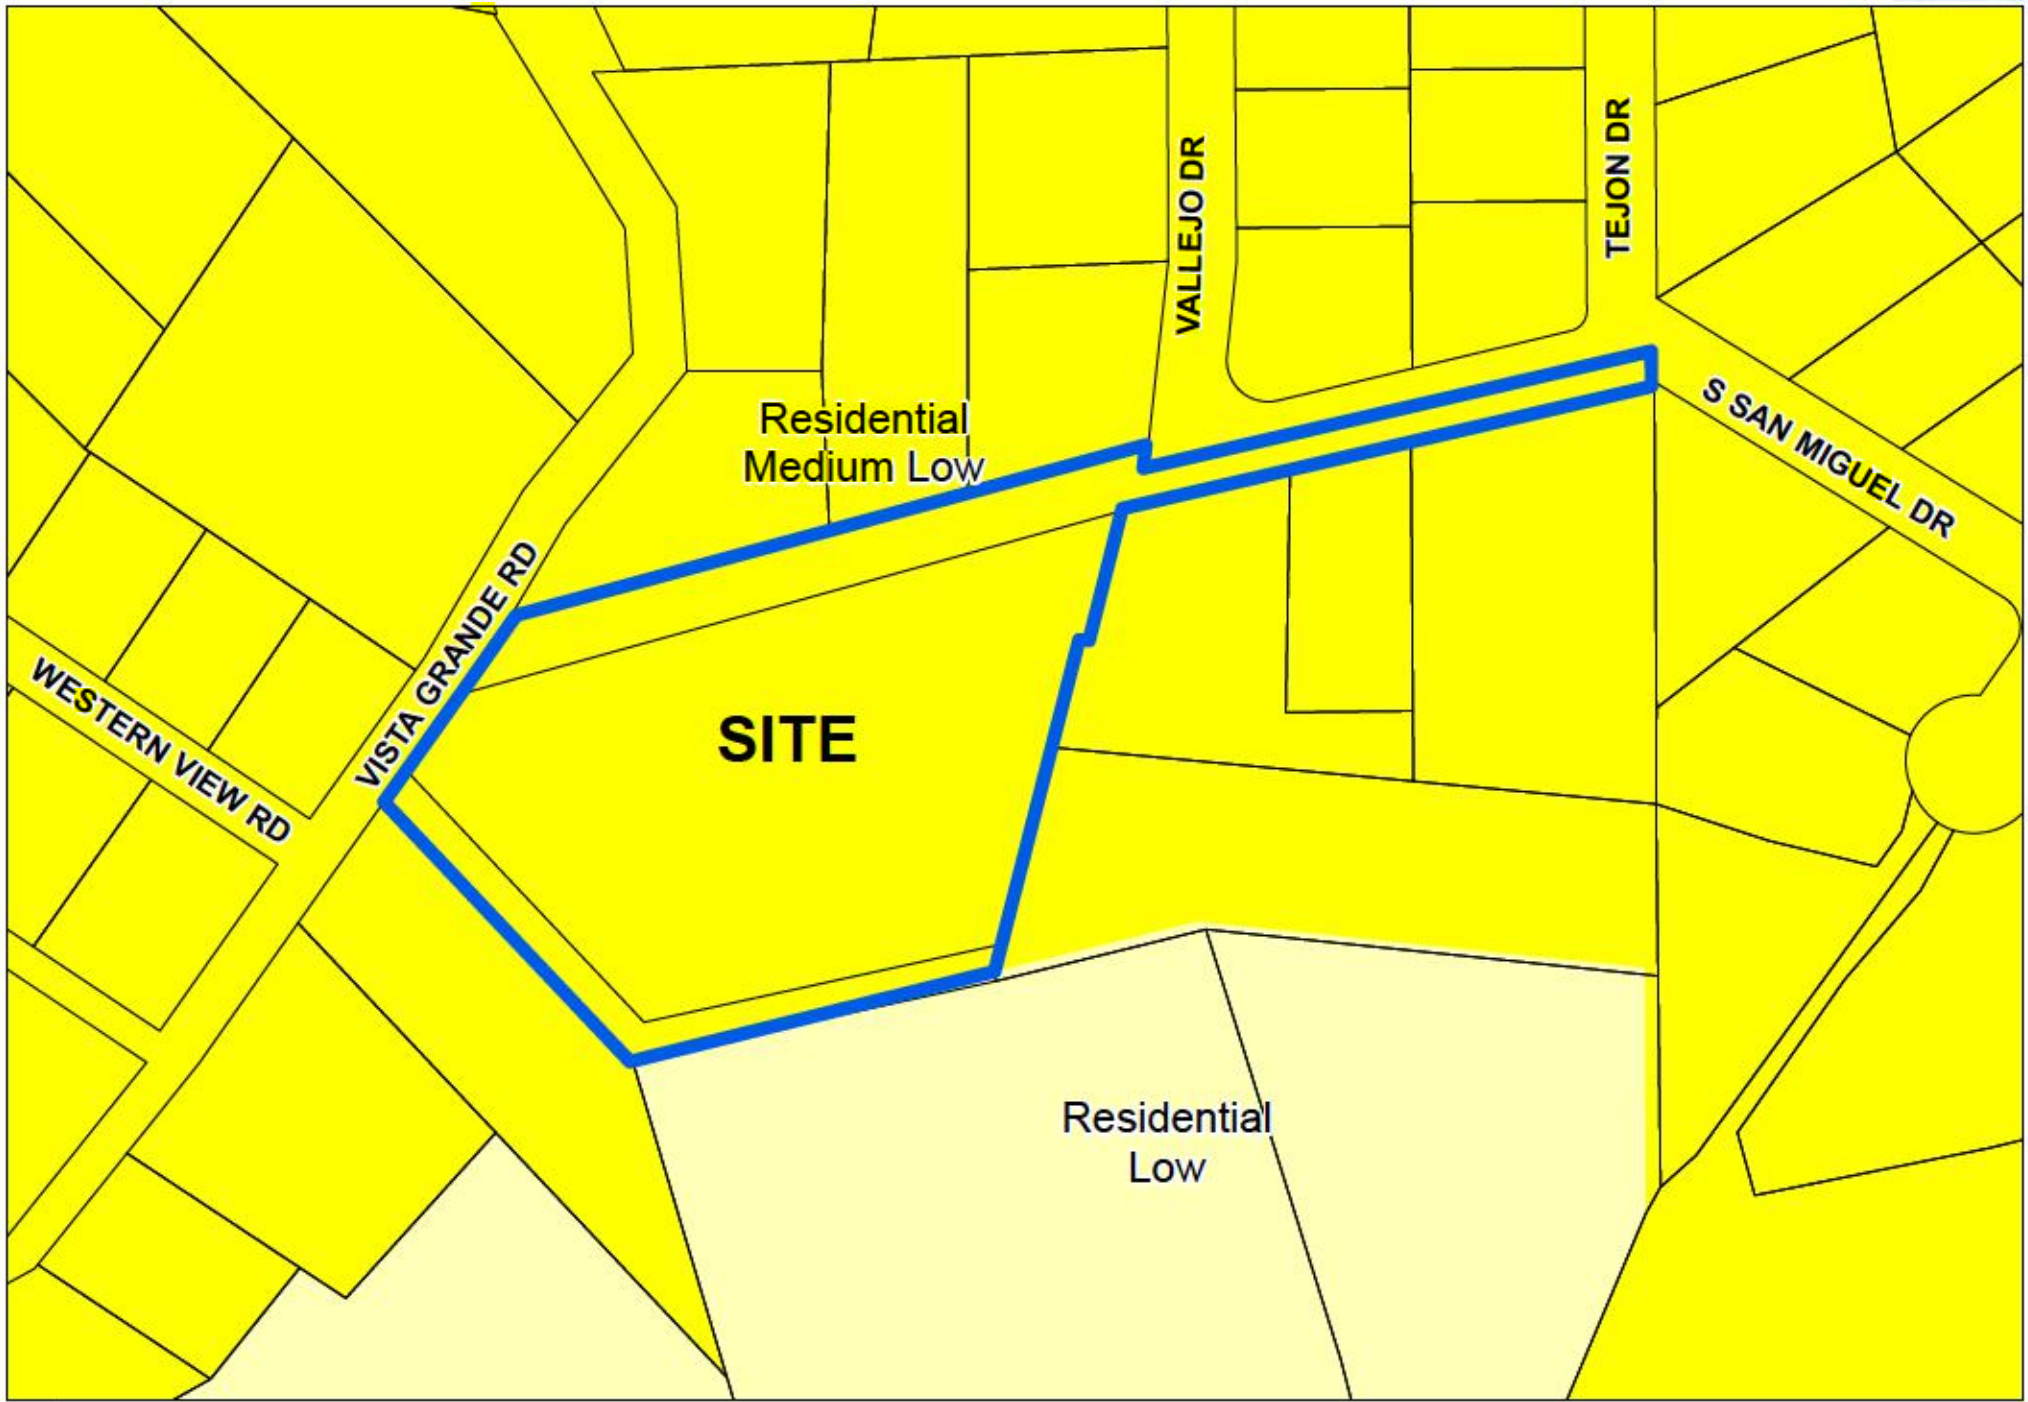 VALLEJO DR
TEJON DR
Residential
Medium Low
S SAN MIGUEL DR
VISTA GRANDE RD
WESTERN VIEW RD
SITE
Residential
Low